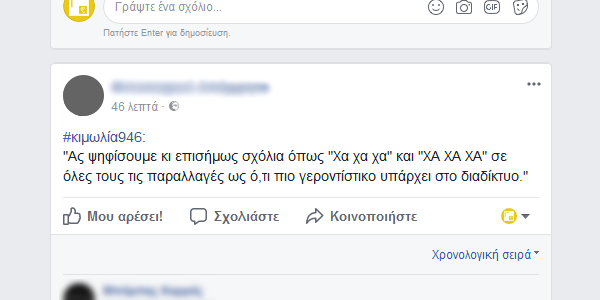 Γράψτε ένα σχόλιο...
GIF
Πατήστε Enter για δημοσίευση.
46 λεπτά ·
#κιμωλία946:
"Ας ψηφίσουμε κι επισήμως σχόλια όπως "Χα χα χα" και "ΧΑ ΧΑ ΧΑ" σε
όλες τους τις παραλλαγές ως ό,τι πιο γεροντίστικο υπάρχει στο διαδίκτυο."
Μου αρέσει! Σχολιάστε Κοινοποιήστε
Χρονολογική σειρά